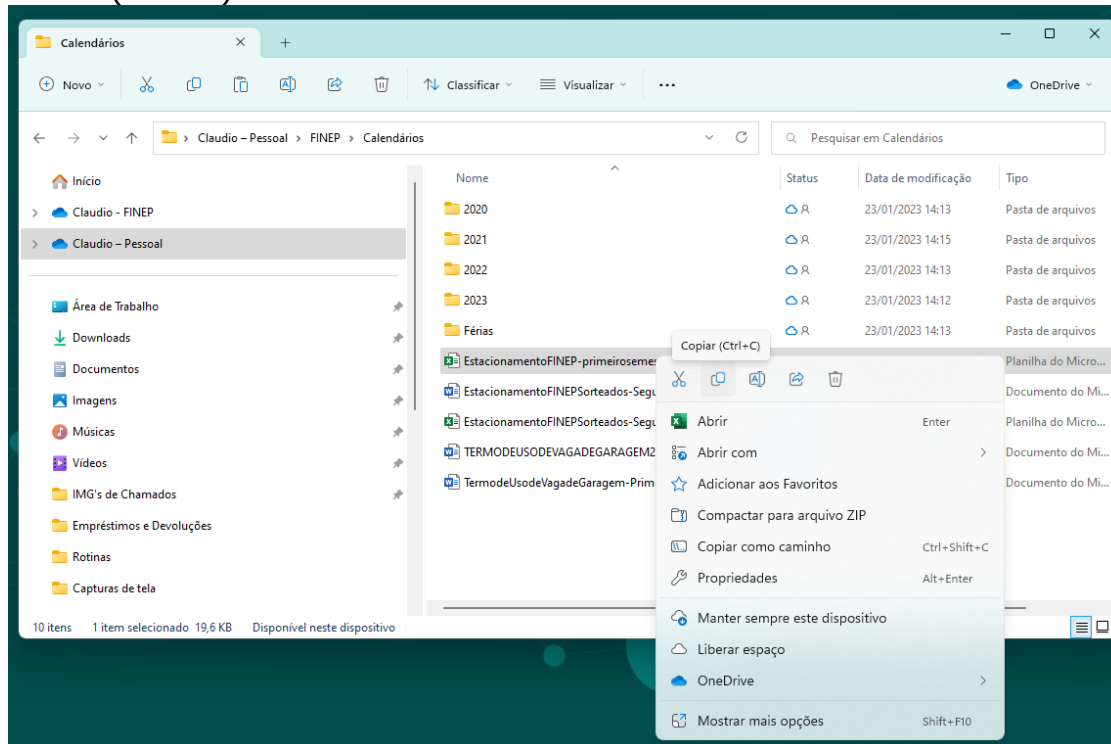 Calendários
Novo
Classificar
Visualizar
OneDrive
Claudio – Pessoal > FINEP > Calendários
Pesquisar em Calendários
Início
Claudio - FINEP
Claudio – Pessoal
Área de Trabalho
Downloads
Documentos
Imagens
Músicas
Vídeos
IMG's de Chamados
Empréstimos e Devoluções
Rotinas
Capturas de tela
Nome Status Data de modificação Tipo
2020 23/01/2023 14:13 Pasta de arquivos
2021 23/01/2023 14:15 Pasta de arquivos
2022 23/01/2023 14:13 Pasta de arquivos
2023 23/01/2023 14:12 Pasta de arquivos
Férias 23/01/2023 14:13 Pasta de arquivos
EstacionamentoFINEP-primeirosemes Planilha do Micro...
EstacionamentoFINEPSorteados-Segu Documento do Mi...
EstacionamentoFINEPSorteados-Segu Planilha do Micro...
TERMODEUSODEVAGADEGARAGEM2 Documento do Mi...
TermodeUsodeVagadeGaragem-Prim Documento do Mi...
Copiar (Ctrl+C)
Abrir Enter
Abrir com
Adicionar aos Favoritos
Compactar para arquivo ZIP
Copiar como caminho Ctrl+Shift+C
Propriedades Alt+Enter
Manter sempre este dispositivo
Liberar espaço
OneDrive
Mostrar mais opções Shift+F10
10 itens 1 item selecionado 19,6 KB Disponível neste dispositivo